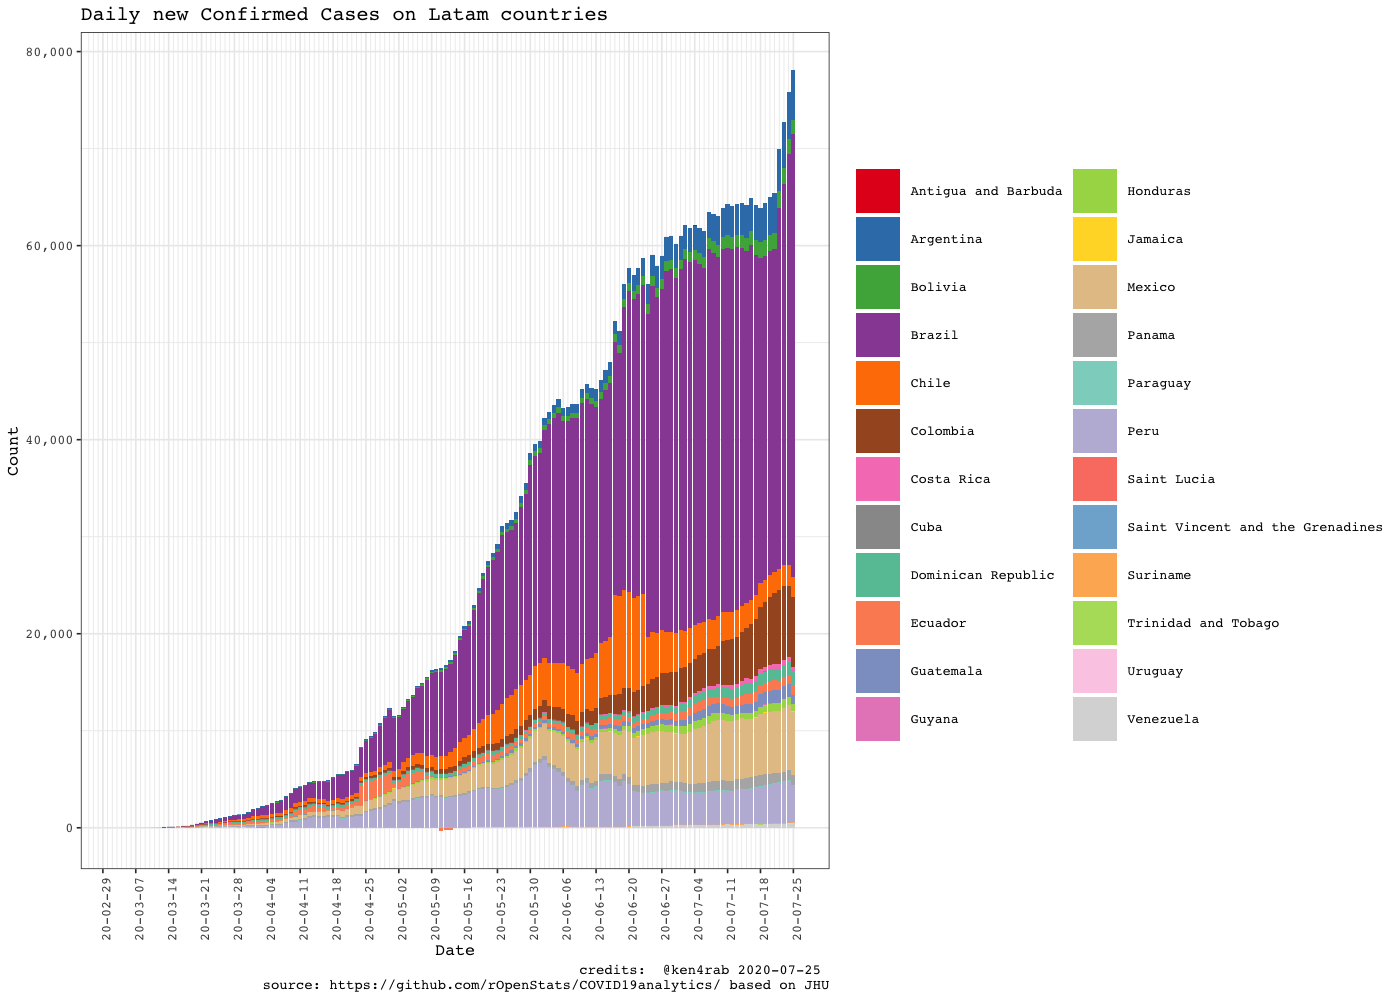 Daily new Confirmed Cases on Latam countries
Count
80,000
60,000
40,000
20,000
0
20-02-29
20-03-07
20-03-14
20-03-21
20-03-28
20-04-04
20-04-11
20-04-18
20-04-25
20-05-02
20-05-09
20-05-16
20-05-23
20-05-30
20-06-06
20-06-13
20-06-20
20-06-27
20-07-04
20-07-11
20-07-18
20-07-25
Date
Antigua and Barbuda
Argentina
Bolivia
Brazil
Chile
Colombia
Costa Rica
Cuba
Dominican Republic
Ecuador
Guatemala
Guyana
Honduras
Jamaica
Mexico
Panama
Paraguay
Peru
Saint Lucia
Saint Vincent and the Grenadines
Suriname
Trinidad and Tobago
Uruguay
Venezuela
credits:  @ken4rab 2020-07-25
source: https://github.com/rOpenStats/COVID19analytics/ based on JHU